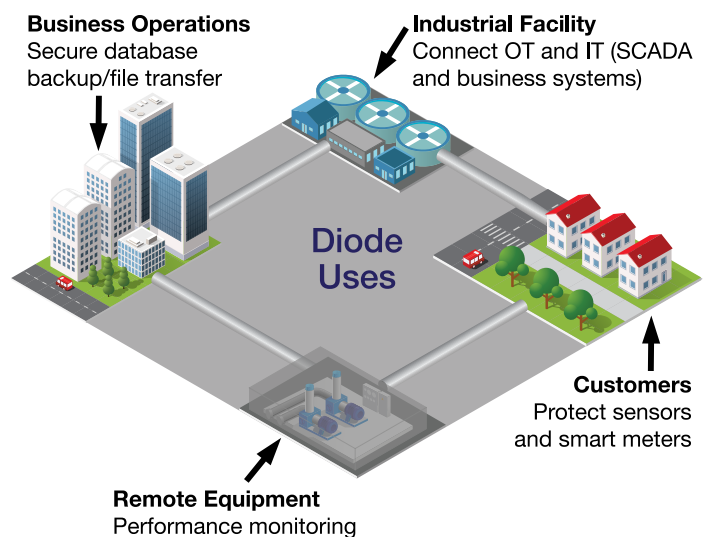 Business Operations
Secure database
backup/file transfer
Industrial Facility
Connect OT and IT (SCADA
and business systems)
Diode
Uses
Customers
Protect sensors
and smart meters
Remote Equipment
Performance monitoring